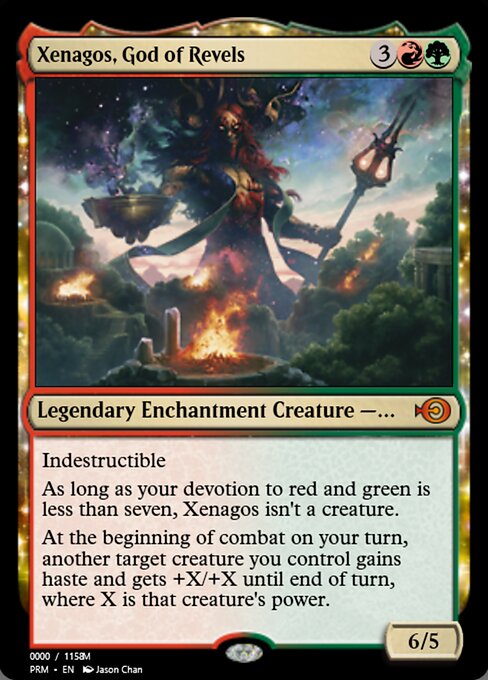 Xenagos, God of Revels 3
Legendary Enchantment Creature —...
Indestructible
As long as your devotion to red and green is
less than seven, Xenagos isn't a creature.
At the beginning of combat on your turn,
another target creature you control gains
haste and gets +X/+X until end of turn,
where X is that creature's power.
6/5
0000 / 1158M
PRM • EN Jason Chan